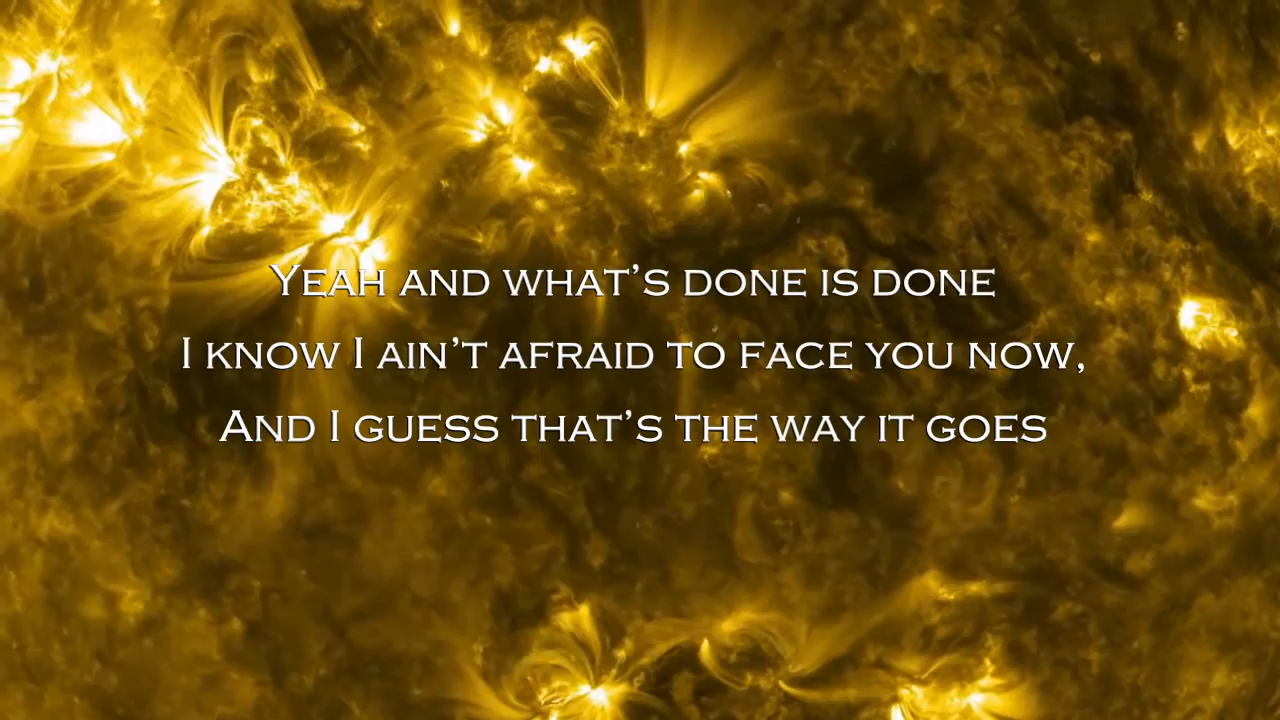 Yeah and what's done is done
I know I ain't afraid to face you now,
And I guess that's the way it goes